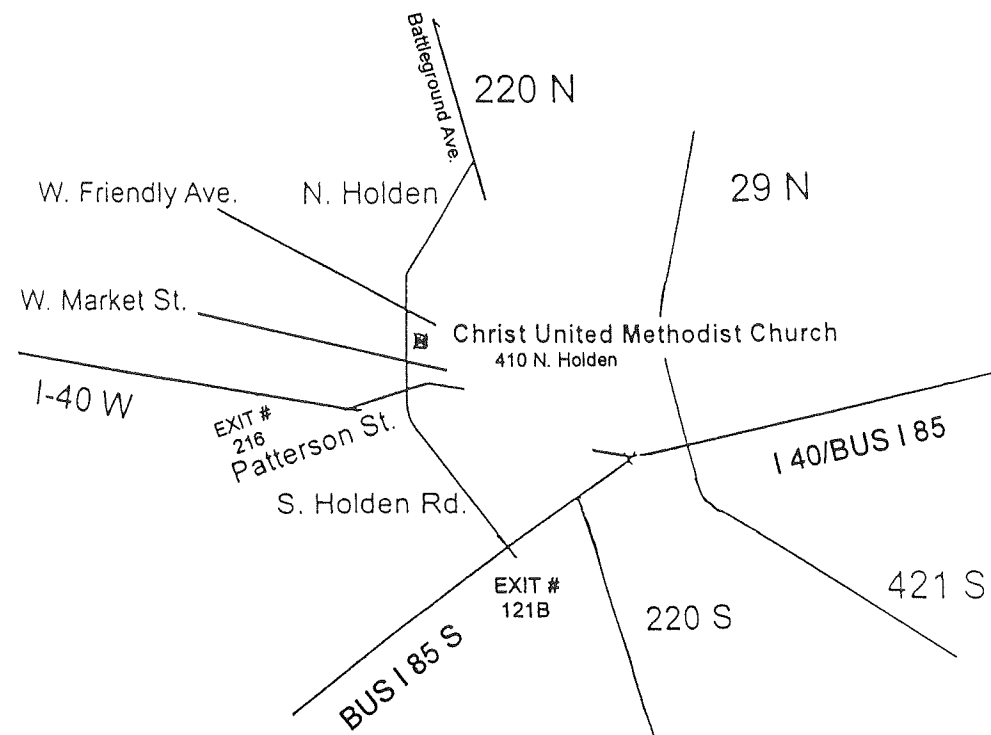 Battleground Ave.
220 N
W. Friendly Ave.
N. Holden
29 N
W. Market St.
Christ United Methodist Church
410 N. Holden
I-40 W
EXIT #
216
Patterson St.
I 40/BUS I 85
S. Holden Rd.
EXIT #
121B
421 S
220 S
BUS I 85 S